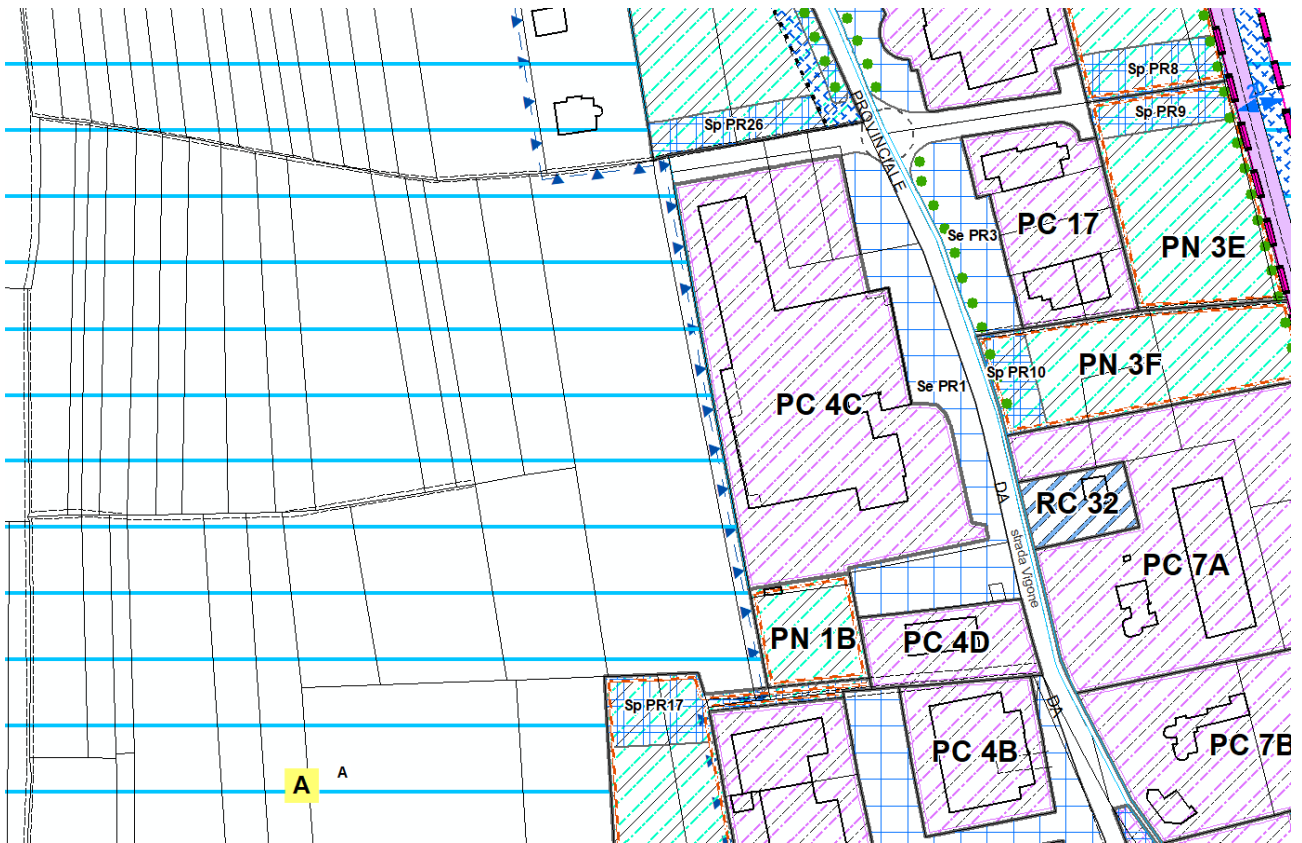 Sp PR8
Sp PR9
Sp PR26
PROVINCIALE
PC 17
Se PR3
PN 3E
Se PR1
Sp PR10
PN 3F
PC 4C
DA
RC 32
strada Vigone
PC 7A
PN 1B
PC 4D
Sp PR17
DA
PC 4B
PC 7B
A
A